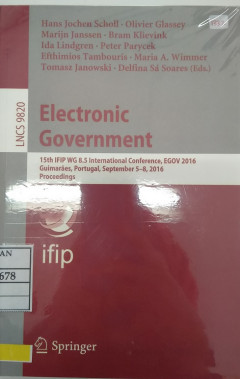 Hans Jochen Scholl · Olivier Glassey
Marijn Janssen · Bram Klievink
Ida Lindgren · Peter Parycek
Efthimios Tambouris · Maria A. Wimmer
Tomasz Janowski · Delfina Sá Soares (Eds.)
LNCS 9820
Electronic
Government
15th IFIP WG 8.5 International Conference, EGOV 2016
Guimarães, Portugal, September 5–8, 2016
Proceedings
ifip
AN
678
Springer